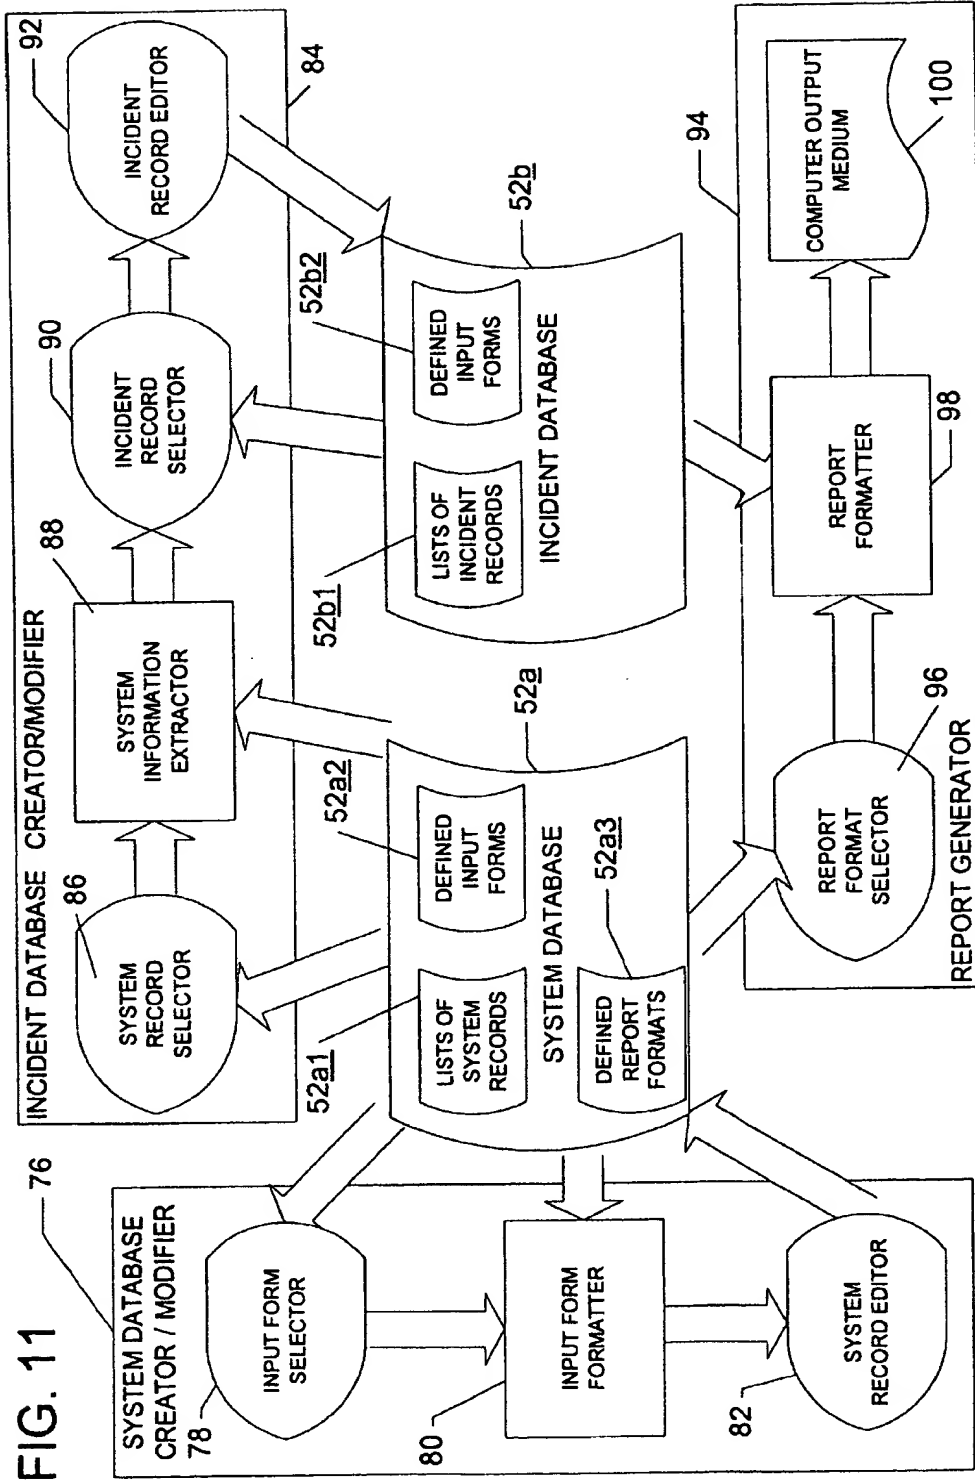 FIG. 11
76
SYSTEM DATABASE
CREATOR / MODIFIER
78
INPUT FORM
SELECTOR
80
INPUT FORM
FORMATTER
82
SYSTEM
RECORD EDITOR
INCIDENT DATABASE CREATOR/MODIFIER
86
SYSTEM
RECORD
SELECTOR
88
SYSTEM
INFORMATION
EXTRACTOR
90
INCIDENT
RECORD
SELECTOR
92
INCIDENT
RECORD EDITOR
84
52a1
LISTS OF
SYSTEM
RECORDS
52a2
DEFINED
INPUT
FORMS
52a
SYSTEM DATABASE
52a3
DEFINED
REPORT
FORMATS
52b1
LISTS OF
INCIDENT
RECORDS
52b2
DEFINED
INPUT
FORMS
52b
INCIDENT DATABASE
94
REPORT
FORMAT
SELECTOR
96
REPORT
FORMATTER
98
COMPUTER OUTPUT
MEDIUM
100
REPORT GENERATOR